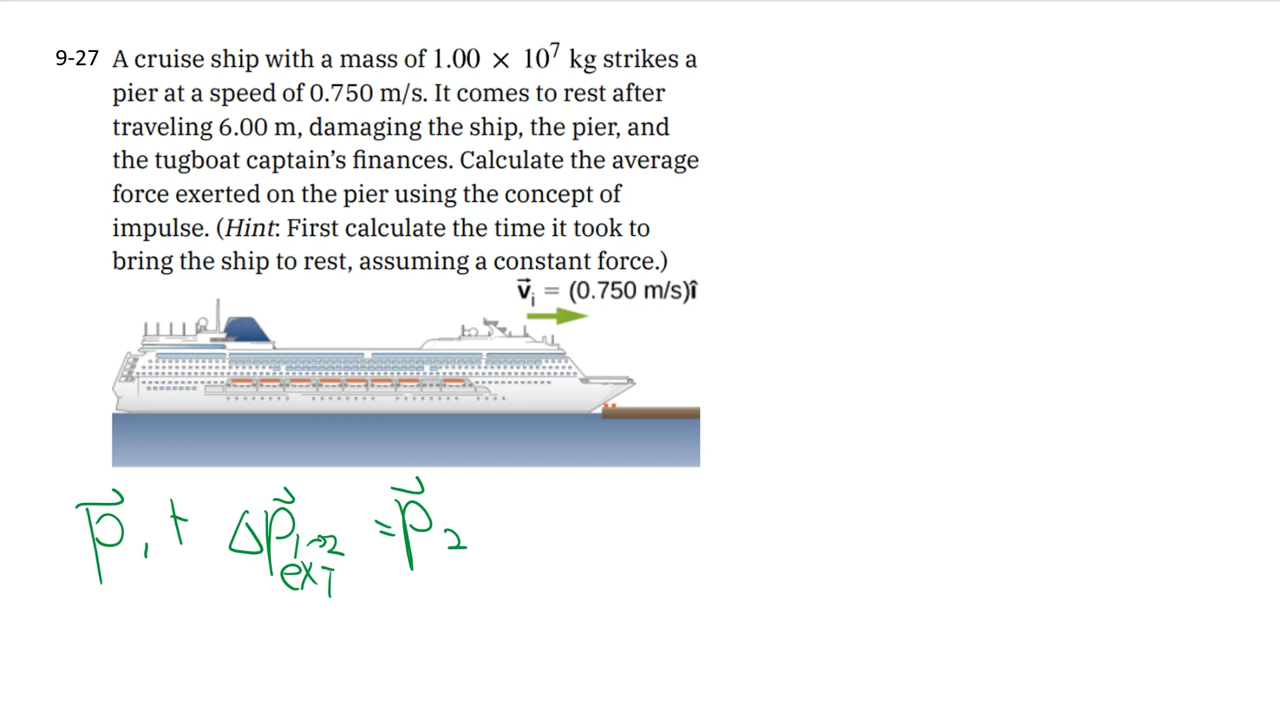 9-27 A cruise ship with a mass of 1.00 × 10⁷ kg strikes a
pier at a speed of 0.750 m/s. It comes to rest after
traveling 6.00 m, damaging the ship, the pier, and
the tugboat captain’s finances. Calculate the average
force exerted on the pier using the concept of
impulse. (Hint: First calculate the time it took to
bring the ship to rest, assuming a constant force.)
v⃗ᵢ = (0.750 m/s)î
p⃗₁ + Δp⃗₁→₂ = p⃗₂
EXT